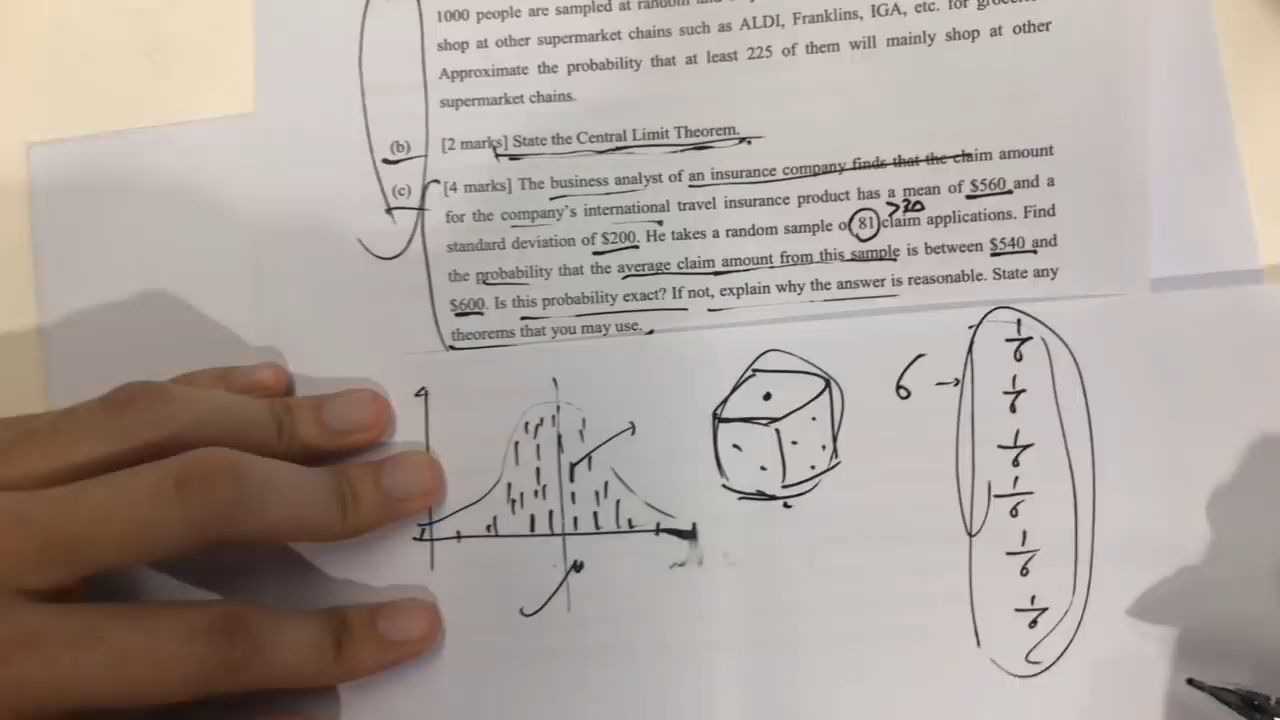 1000 people are sampled at random
shop at other supermarket chains such as ALDI, Franklins, IGA, etc. for
Approximate the probability that at least 225 of them will mainly shop at other
supermarket chains.
(b) [2 marks] State the Central Limit Theorem.
(c) [4 marks] The business analyst of an insurance company finds that the claim amount
for the company's international travel insurance product has a mean of $560 and a
>30
standard deviation of $200. He takes a random sample of 81 claim applications. Find
the probability that the average claim amount from this sample is between $540 and
$600. Is this probability exact? If not, explain why the answer is reasonable. State any
theorems that you may use.
6 → 1/6
1/6
1/6
1/6
1/6
1/6